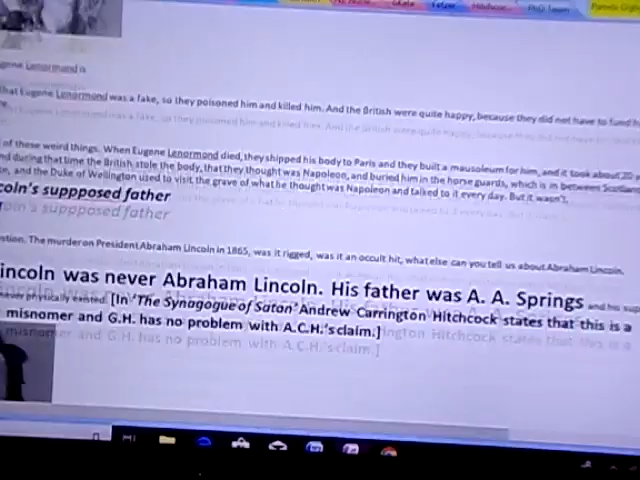 gene Lenormand is
that Eugene Lenormand was a fake, so they poisoned him and killed him. And the British were quite happy, because they did not have to fund h
of these weird things. When Eugene Lenormand died, they shipped his body to Paris and they built a mausoleum for him, and it took about 20
nd during that time the British stole the body, that they thought was Napoleon, and buried him in the horse guards, which is in between
and the Duke of Wellington used to visit the grave of what he thought was Napoleon and talked to it every day. But it wasn't,
coln's suppposed father
stion. The murder on President Abraham Lincoln in 1865, was it rigged, was it an occult hit, what else can you tell us about Abraham Lincoln.
incoln was never Abraham Lincoln. His father was A. A. Springs and his sup
never physically existed. [In 'The Synagogue of Satan' Andrew Carrington Hitchcock states that this is a
misnomer and G.H. has no problem with A.C.H.'s claim.]